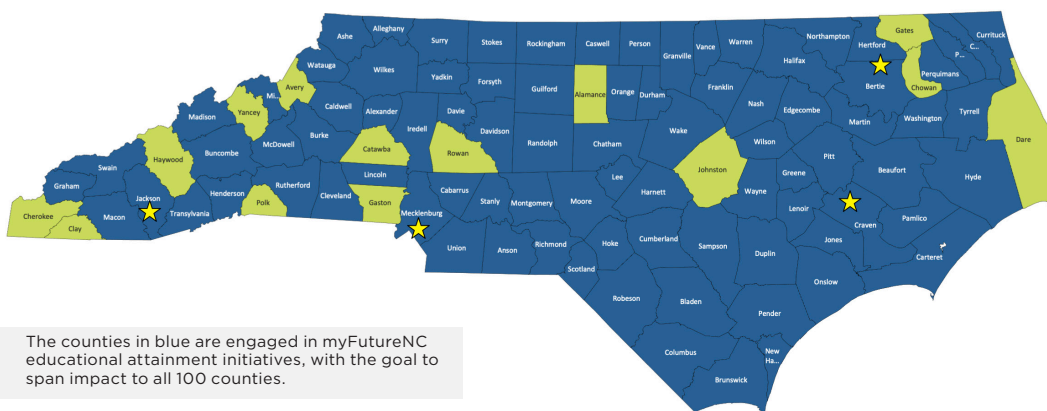 Ashe
Alleghany
Surry
Stokes
Rockingham
Caswell
Person
Granville
Vance
Warren
Northampton
Hertford
Gates
P...
C...
Currituck
Watauga
Wilkes
Yadkin
Forsyth
Guilford
Alamance
Orange
Durham
Franklin
Halifax
Bertie
Chowan
Perquimans
Avery
Mi...
Caldwell
Alexander
Iredell
Davie
Davidson
Randolph
Chatham
Wake
Nash
Edgecombe
Martin
Washington
Tyrrell
Dare
Madison
Yancey
McDowell
Burke
Catawba
Rowan
Johnston
Wilson
Pitt
Beaufort
Hyde
Haywood
Buncombe
Swain
Graham
Jackson
Henderson
Rutherford
Cleveland
Lincoln
Cabarrus
Stanly
Montgomery
Moore
Lee
Harnett
Wayne
Greene
Lenoir
Craven
Pamlico
Cherokee
Clay
Macon
Transylvania
Polk
Gaston
Mecklenburg
Union
Anson
Richmond
Scotland
Hoke
Cumberland
Sampson
Duplin
Jones
Carteret
Onslow
Robeson
Bladen
Pender
Columbus
New
Ha...
Brunswick
The counties in blue are engaged in myFutureNC
educational attainment initiatives, with the goal to
span impact to all 100 counties.